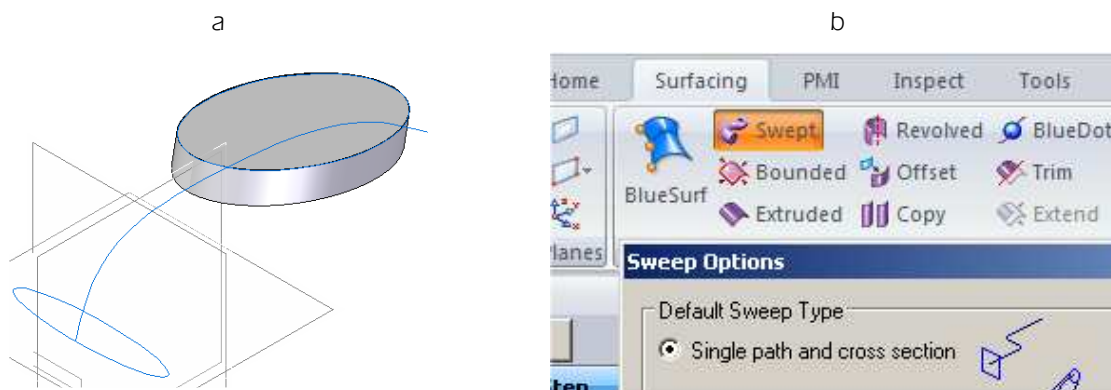 a b
Home Surfacing PMI Inspect Tools
Swept Revolved BlueDot
BlueSurf Bounded Offset Trim
Extruded Copy Extend
Planes
Sweep Options
Default Sweep Type
Single path and cross section
Step